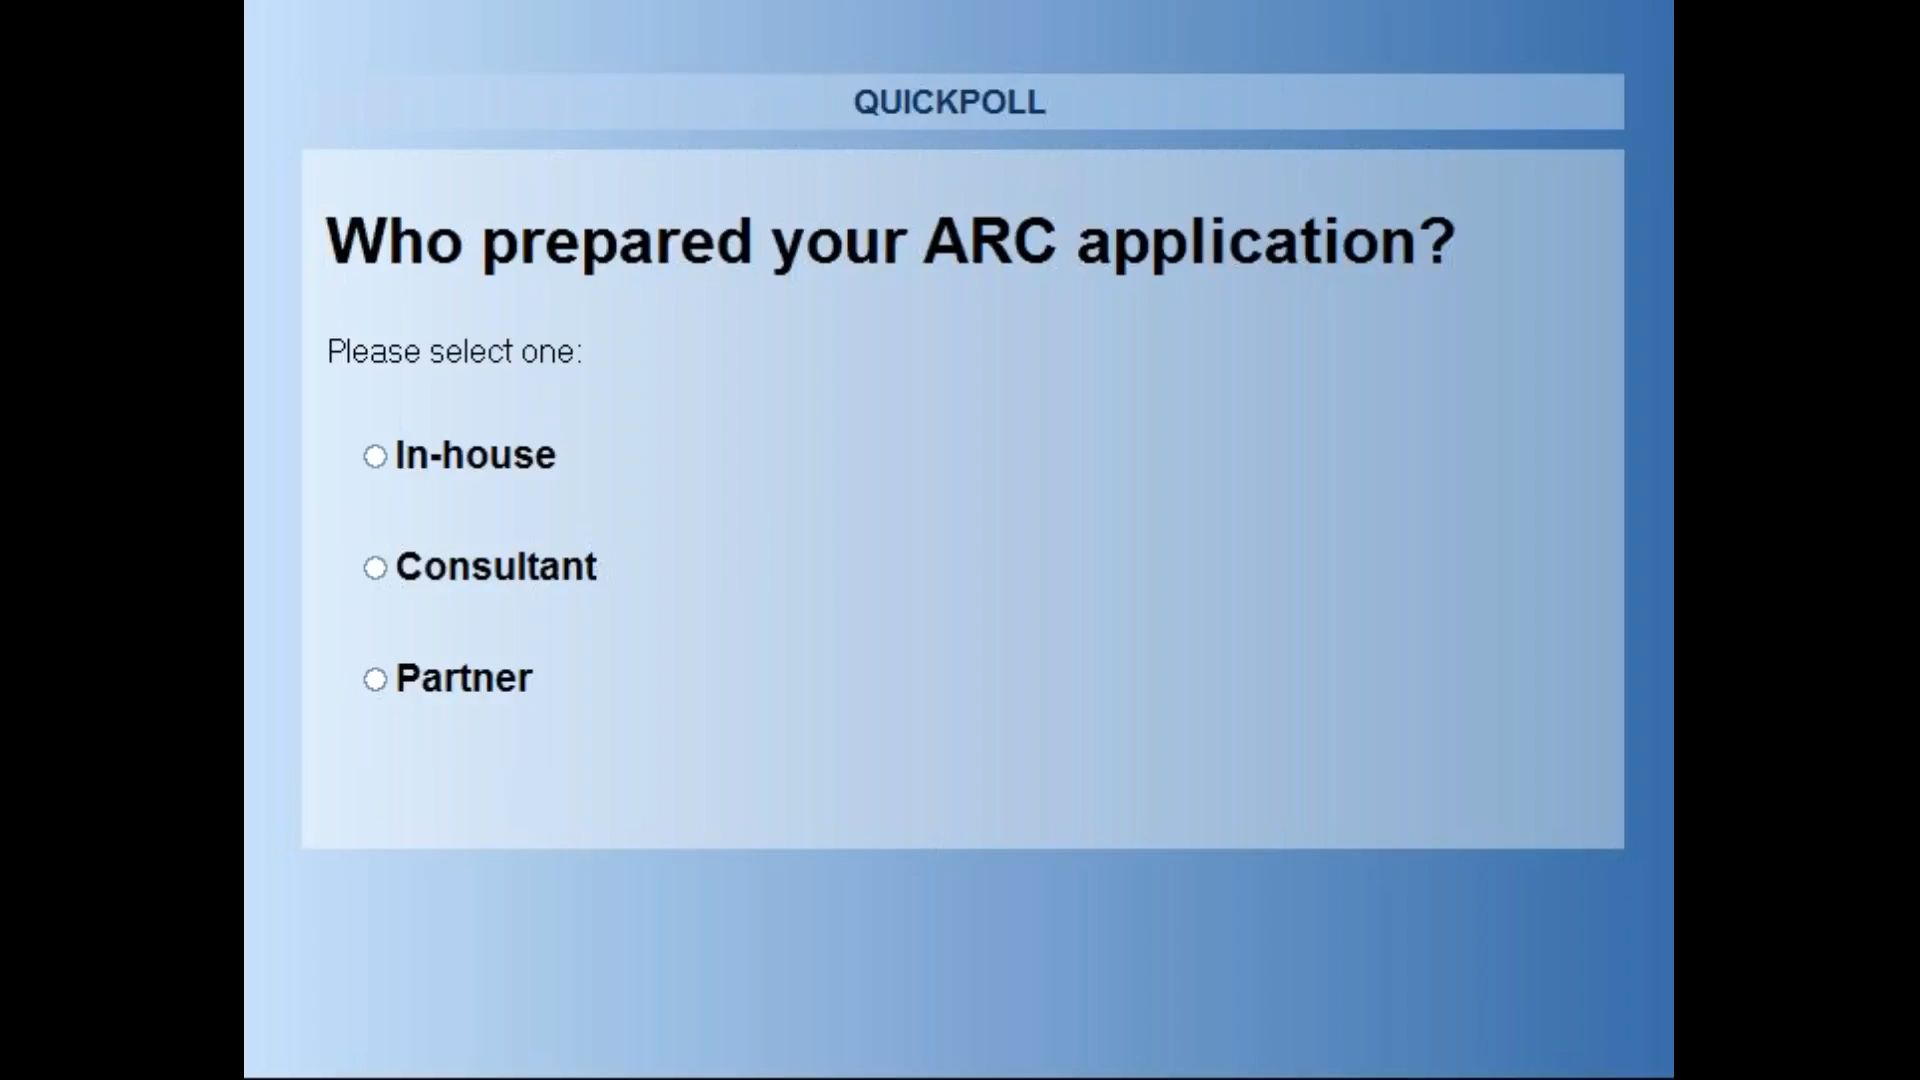 QUICKPOLL
Who prepared your ARC application?
Please select one:
In-house
Consultant
Partner